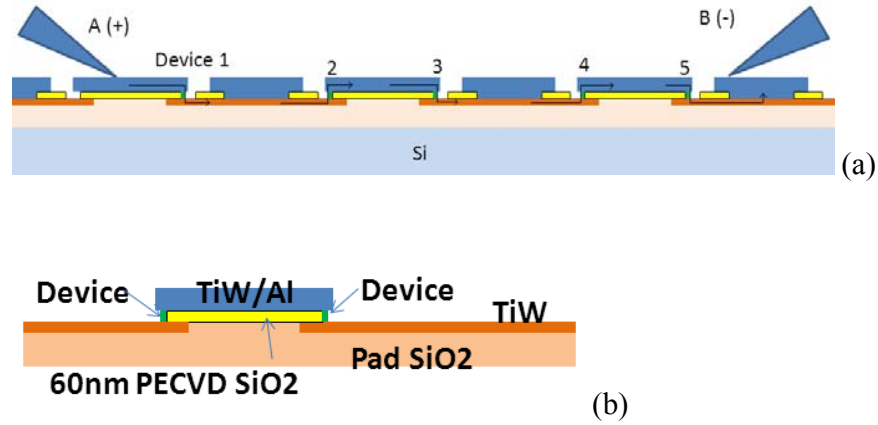 A (+)
B (-)
Device 1
2
3
4
5
Si
(a)
Device
TiW/Al
Device
TiW
Pad SiO2
60nm PECVD SiO2
(b)